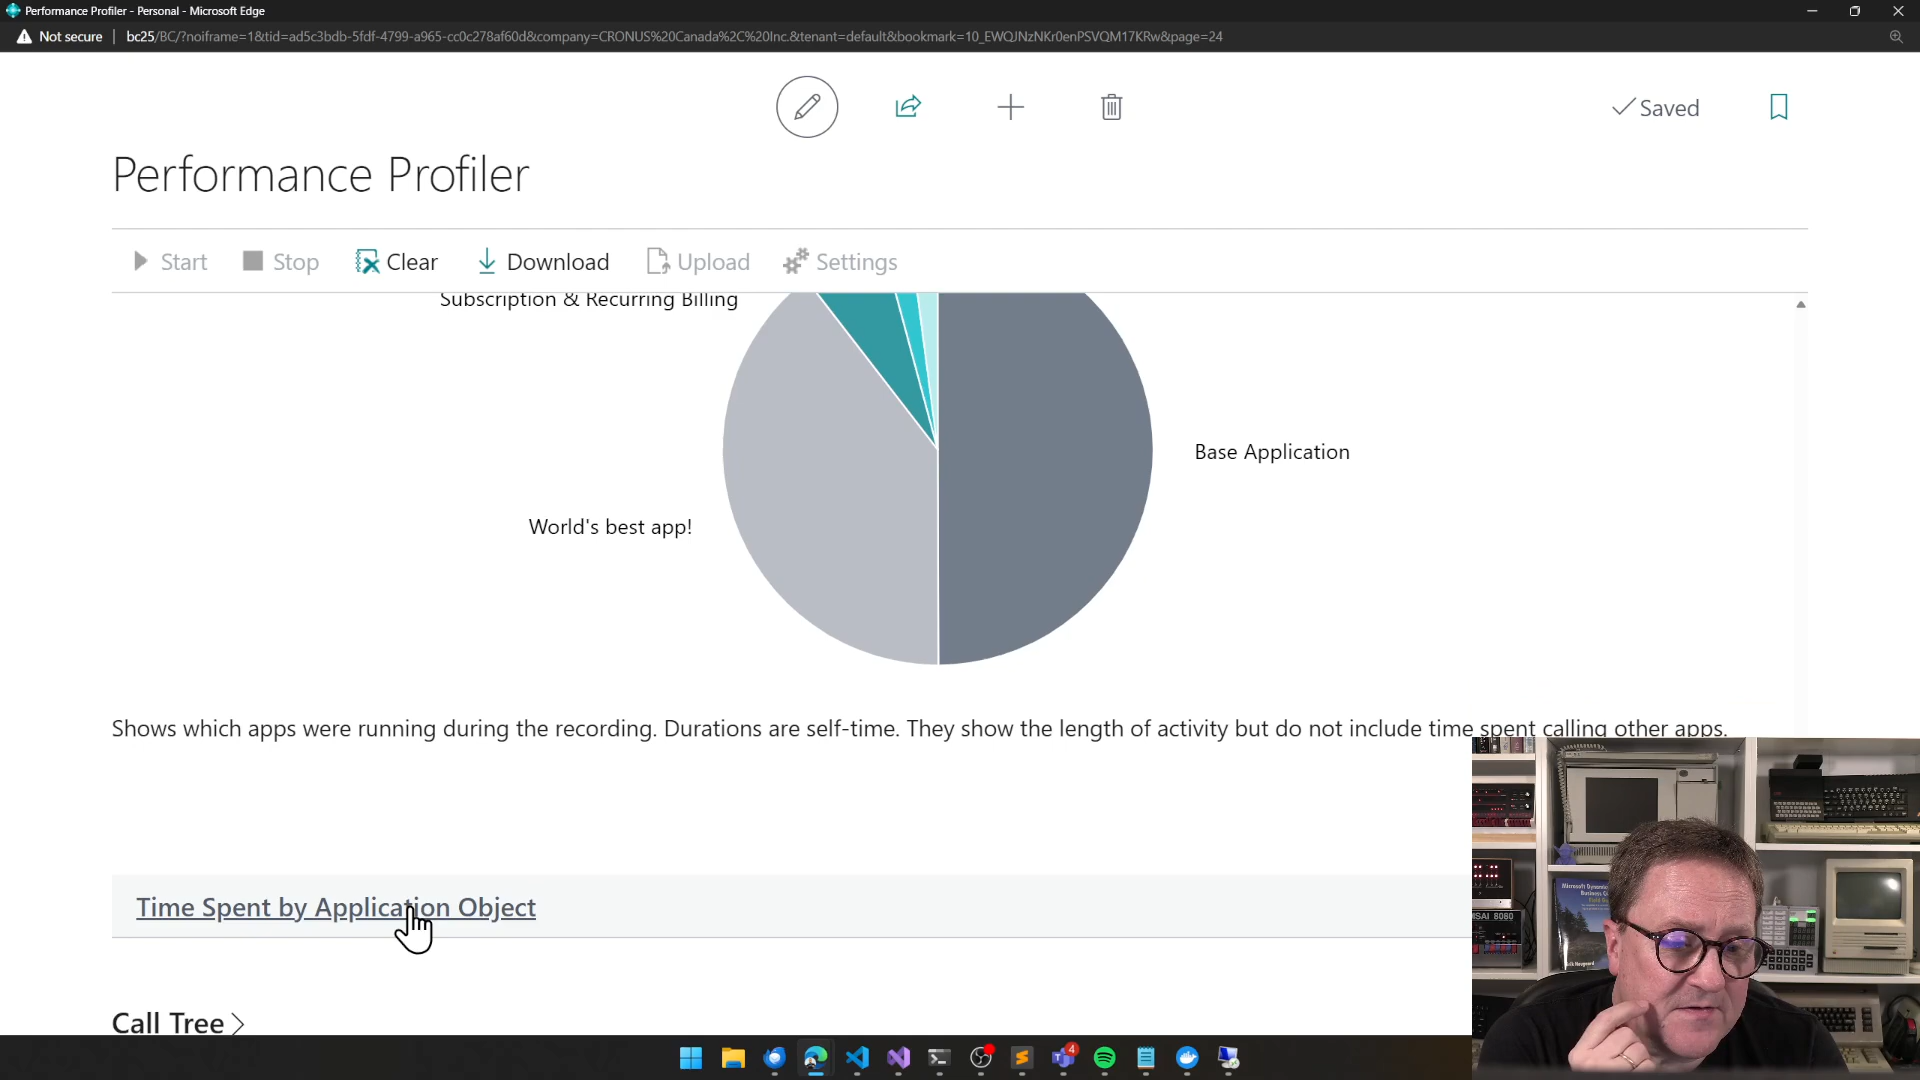 Performance Profiler - Personal - Microsoft Edge
Not secure bc25/BC/?noiframe=1&tid=ad5c3bdb-5fdf-4799-a965-cc0c278af60d&company=CRONUS%20Canada%2C%20Inc.&tenant=default&bookmark=10_EWQJNzNKr0enPSVQM17KRw&page=24
Saved
Performance Profiler
Start Stop Clear Download Upload Settings
Subscription & Recurring Billing
Base Application
World's best app!
Shows which apps were running during the recording. Durations are self-time. They show the length of activity but do not include time spent calling other apps.
Time Spent by Application Object
Call Tree
4